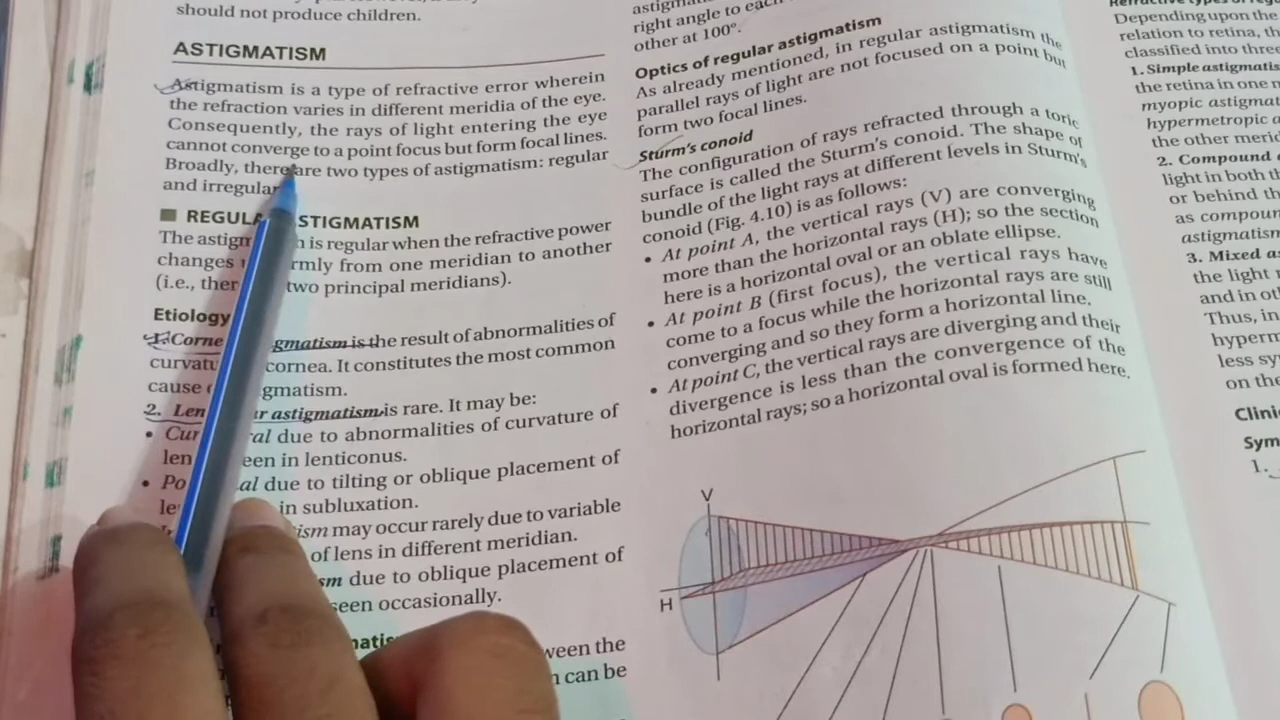 should not produce children.
ASTIGMATISM
Astigmatism is a type of refractive error wherein
the refraction varies in different meridia of the eye.
Consequently, the rays of light entering the eye
cannot converge to a point focus but form focal lines.
Broadly, there are two types of astigmatism: regular
and irregular
REGULA STIGMATISM
The astigm is regular when the refractive power
changes rmly from one meridian to another
(i.e., ther two principal meridians).
Etiology
1. Corne gmatism is the result of abnormalities of
curvatu cornea. It constitutes the most common
cause gmatism.
2. Len ar astigmatism is rare. It may be:
• Cur ral due to abnormalities of curvature of
len een in lenticonus.
• Po al due to tilting or oblique placement of
le in subluxation.
ism may occur rarely due to variable
of lens in different meridian.
sm due to oblique placement of
seen occasionally.
ween the
can be
right angle to each
other at 100°.
Optics of regular astigmatism
As already mentioned, in regular astigmatism the
parallel rays of light are not focused on a point but
form two focal lines.
Sturm's conoid
The configuration of rays refracted through a toric
surface is called the Sturm's conoid. The shape of
bundle of the light rays at different levels in Sturm's
conoid (Fig. 4.10) is as follows:
• At point A, the vertical rays (V) are converging
more than the horizontal rays (H); so the section
here is a horizontal oval or an oblate ellipse.
• At point B (first focus), the vertical rays have
come to a focus while the horizontal rays are still
converging and so they form a horizontal line.
• At point C, the vertical rays are diverging and their
divergence is less than the convergence of the
horizontal rays; so a horizontal oval is formed here.
V
H
Depending upon the
relation to retina, th
classified into three
1. Simple astigmatis
the retina in one m
myopic astigmat
hypermetropic a
the other merid
2. Compound
light in both t
or behind th
as compoun
astigmatism
3. Mixed as
the light
and in ot
Thus, in
hyperm
less sy
on the
Clini
Sym
1.